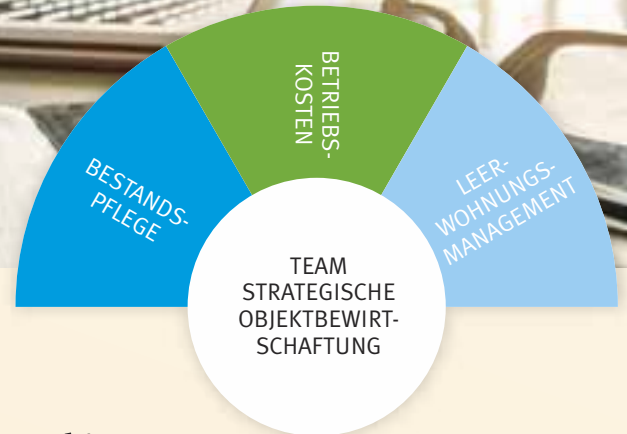 BESTANDS-
PFLEGE
BETRIEBS-
KOSTEN
LEER-
WOHNUNGS-
MANAGEMENT
TEAM
STRATEGISCHE
OBJEKTBEWIRT-
SCHAFTUNG